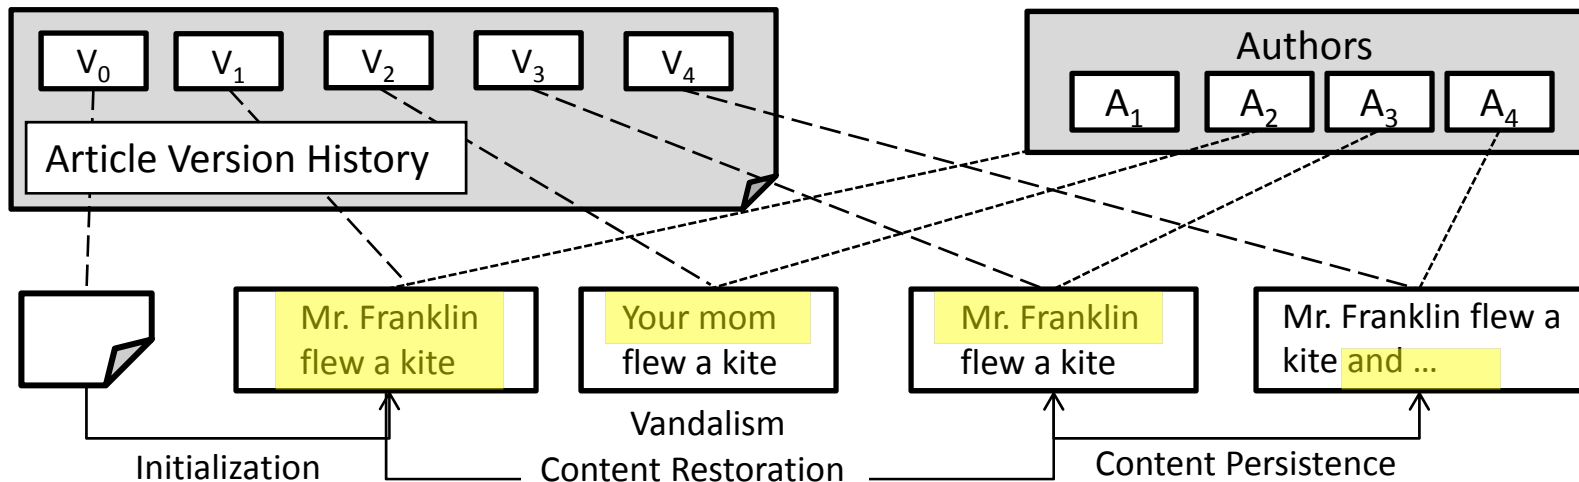 V0 V1 V2 V3 V4
Article Version History
Authors
A1 A2 A3 A4
Mr. Franklin
flew a kite
Your mom
flew a kite
Mr. Franklin
flew a kite
Mr. Franklin flew a
kite and ...
Vandalism
Initialization
Content Restoration
Content Persistence